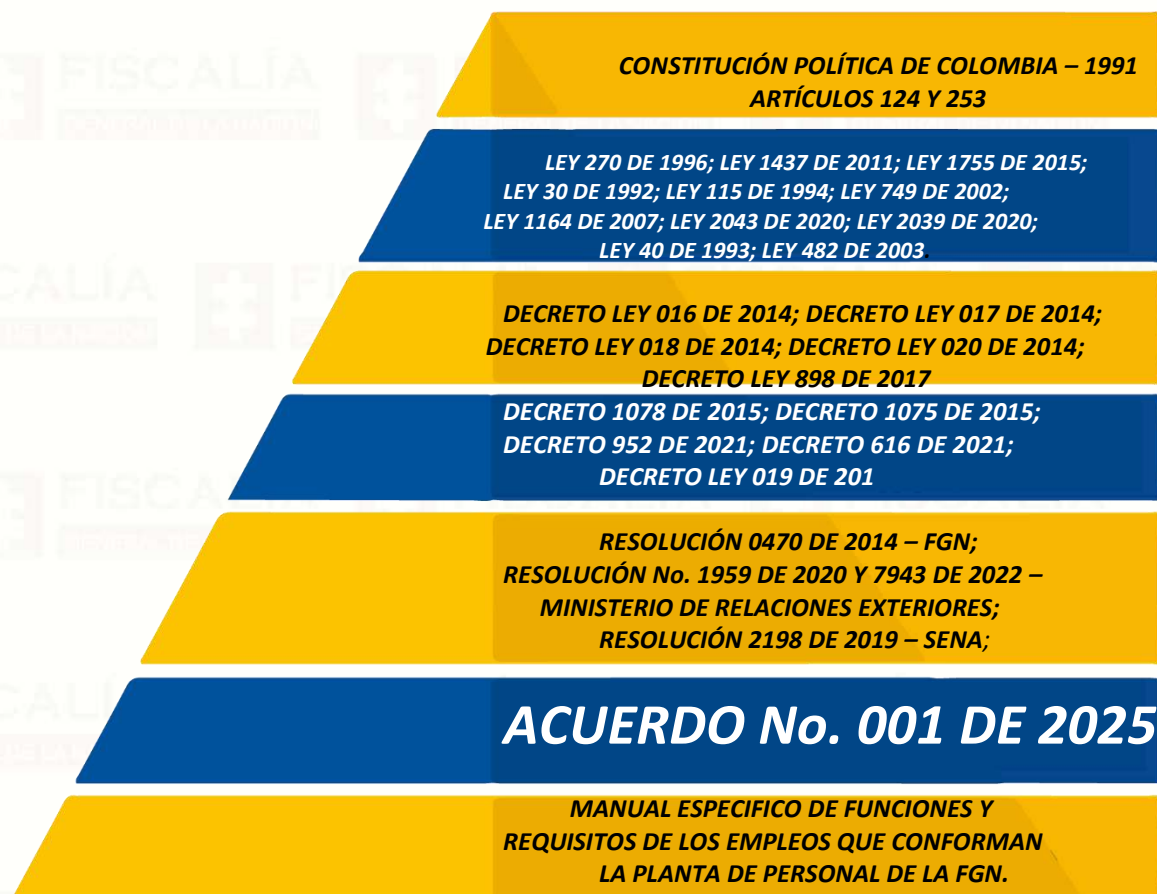 CONSTITUCIÓN POLÍTICA DE COLOMBIA – 1991
ARTÍCULOS 124 Y 253
LEY 270 DE 1996; LEY 1437 DE 2011; LEY 1755 DE 2015;
LEY 30 DE 1992; LEY 115 DE 1994; LEY 749 DE 2002;
LEY 1164 DE 2007; LEY 2043 DE 2020; LEY 2039 DE 2020;
LEY 40 DE 1993; LEY 482 DE 2003.
DECRETO LEY 016 DE 2014; DECRETO LEY 017 DE 2014;
DECRETO LEY 018 DE 2014; DECRETO LEY 020 DE 2014;
DECRETO LEY 898 DE 2017
DECRETO 1078 DE 2015; DECRETO 1075 DE 2015;
DECRETO 952 DE 2021; DECRETO 616 DE 2021;
DECRETO LEY 019 DE 201
RESOLUCIÓN 0470 DE 2014 – FGN;
RESOLUCIÓN No. 1959 DE 2020 Y 7943 DE 2022 –
MINISTERIO DE RELACIONES EXTERIORES;
RESOLUCIÓN 2198 DE 2019 – SENA;
ACUERDO No. 001 DE 2025
MANUAL ESPECIFICO DE FUNCIONES Y
REQUISITOS DE LOS EMPLEOS QUE CONFORMAN
LA PLANTA DE PERSONAL DE LA FGN.
FISCALÍA